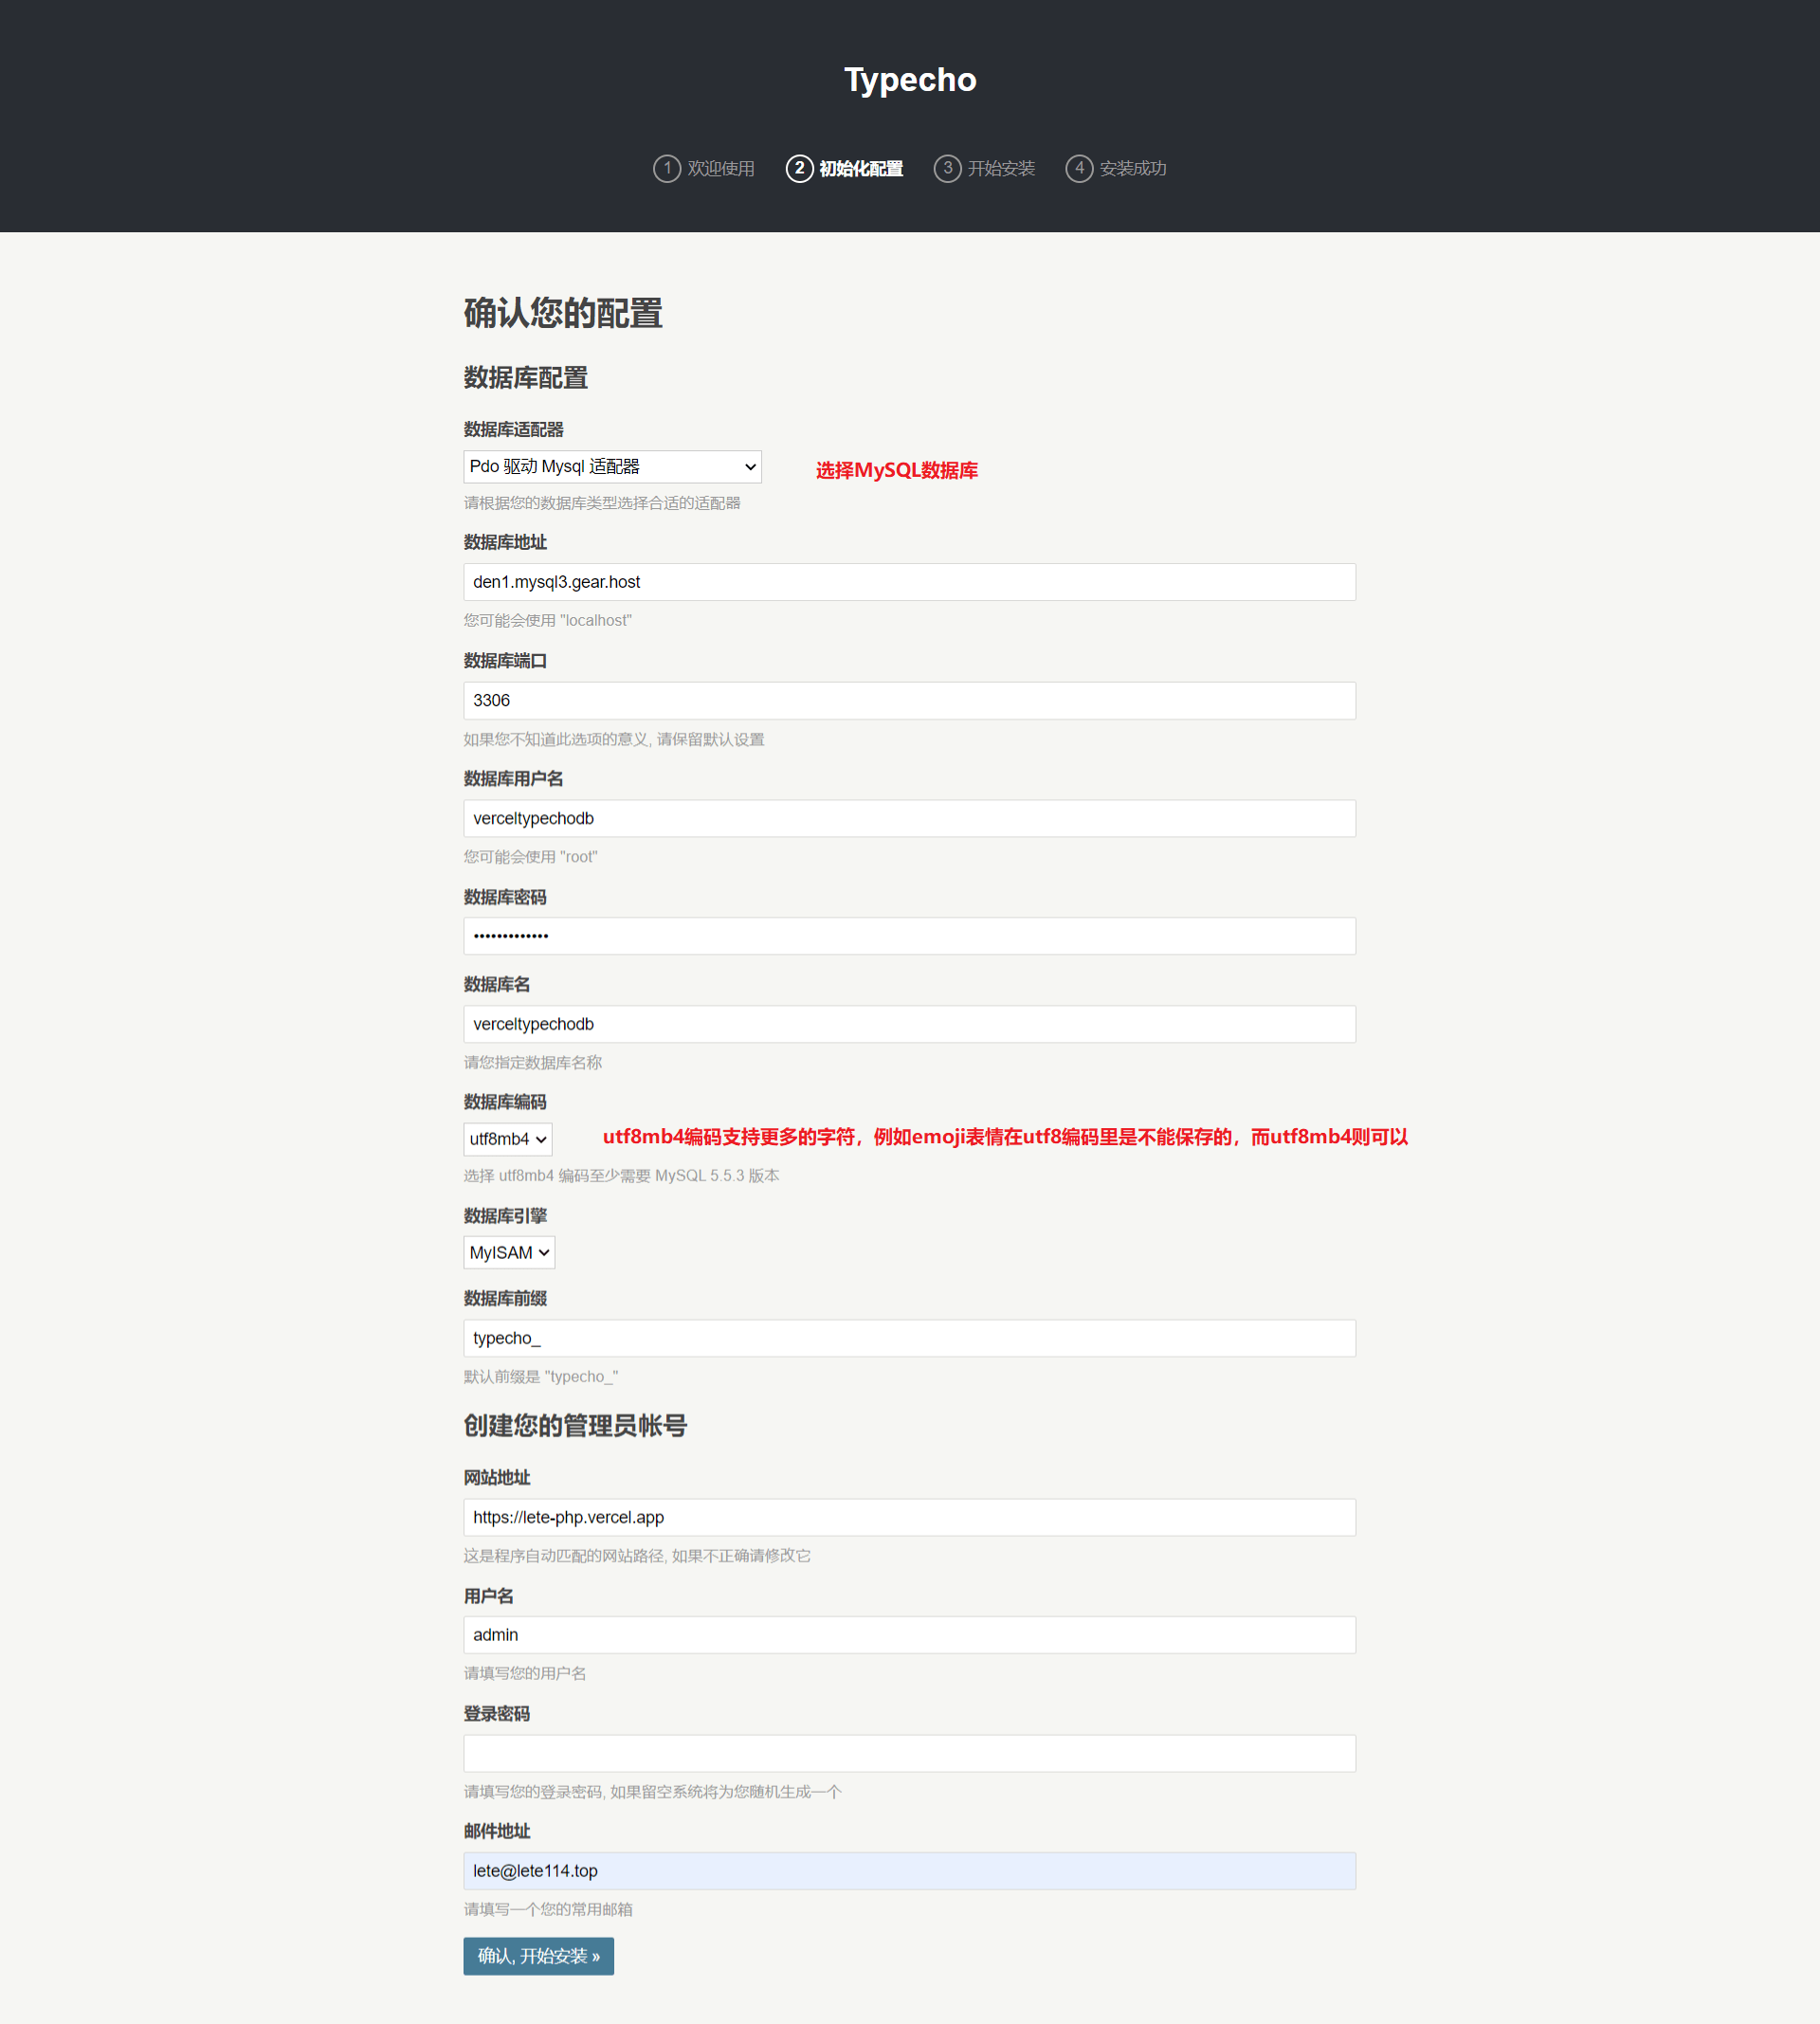 Typecho
1 欢迎使用 2 初始化配置 3 开始安装 4 安装成功
确认您的配置
数据库配置
数据库适配器
Pdo 驱动 Mysql 适配器
选择MySQL数据库
请根据您的数据库类型选择合适的适配器
数据库地址
den1.mysql3.gear.host
您可能会使用 "localhost"
数据库端口
3306
如果您不知道此选项的意义, 请保留默认设置
数据库用户名
verceltypechodb
您可能会使用 "root"
数据库密码
•••••••••••••
数据库名
verceltypechodb
请您指定数据库名称
数据库编码
utf8mb4
utf8mb4编码支持更多的字符，例如emoji表情在utf8编码里是不能保存的，而utf8mb4则可以
选择 utf8mb4 编码至少需要 MySQL 5.5.3 版本
数据库引擎
MyISAM
数据库前缀
typecho_
默认前缀是 "typecho_"
创建您的管理员帐号
网站地址
https://lete-php.vercel.app
这是程序自动匹配的网站路径, 如果不正确请修改它
用户名
admin
请填写您的用户名
登录密码
请填写您的登录密码, 如果留空系统将为您随机生成一个
邮件地址
lete@lete114.top
请填写一个您的常用邮箱
确认, 开始安装 »